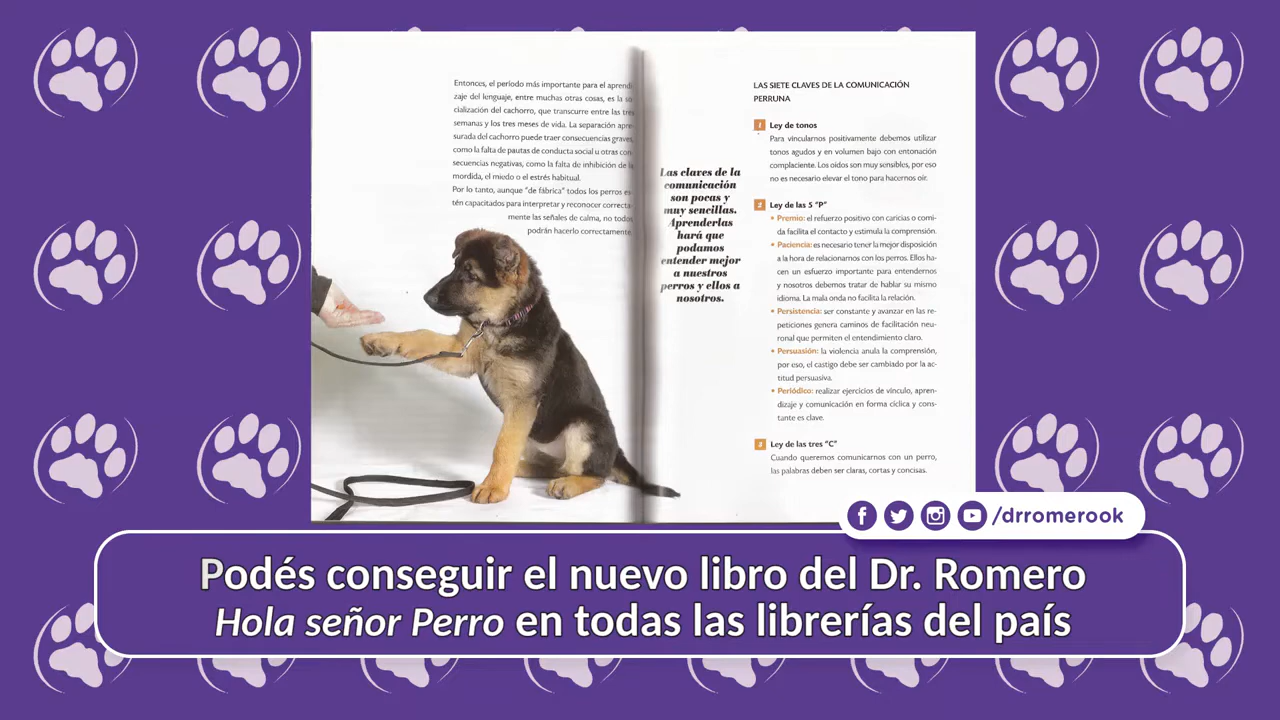 Entonces, el período más importante para el aprendi
zaje del lenguaje, entre muchas otras cosas, es la so
cialización del cachorro, que transcurre entre las tres
semanas y los tres meses de vida. La separación apre
surada del cachorro puede traer consecuencias graves,
como la falta de pautas de conducta social u otras con
secuencias negativas, como la falta de inhibición de la
mordida, el miedo o el estrés habitual.
Por lo tanto, aunque "de fábrica" todos los perros es-
tén capacitados para interpretar y reconocer correcta-
mente las señales de calma, no todos
podrán hacerlo correctamente.
Las claves de la
comunicación
son pocas y
muy sencillas.
Aprenderlas
hará que
podamos
entender mejor
a nuestros
perros y ellos a
nosotros.
LAS SIETE CLAVES DE LA COMUNICACIÓN
PERRUNA
1 Ley de tonos
Para vincularnos positivamente debemos utilizar
tonos agudos y en volumen bajo con entonación
complaciente. Los oídos son muy sensibles, por eso
no es necesario elevar el tono para hacernos oír.
2 Ley de las 5 "P"
• Premio: el refuerzo positivo con caricias o comi-
da facilita el contacto y estimula la comprensión.
• Paciencia: es necesario tener la mejor disposición
a la hora de relacionarnos con los perros. Ellos ha-
cen un esfuerzo importante para entendernos
y nosotros debemos tratar de hablar su mismo
idioma. La mala onda no facilita la relación.
• Persistencia: ser constante y avanzar en las re-
peticiones genera caminos de facilitación neu-
ronal que permiten el entendimiento claro.
• Persuasión: la violencia anula la comprensión,
por eso, el castigo debe ser cambiado por la ac-
titud persuasiva.
• Periódico: realizar ejercicios de vínculo, apren-
dizaje y comunicación en forma cíclica y cons-
tante es clave.
3 Ley de las tres "C"
Cuando queremos comunicarnos con un perro,
las palabras deben ser claras, cortas y concisas.
/drromerook
Podés conseguir el nuevo libro del Dr. Romero
Hola señor Perro en todas las librerías del país